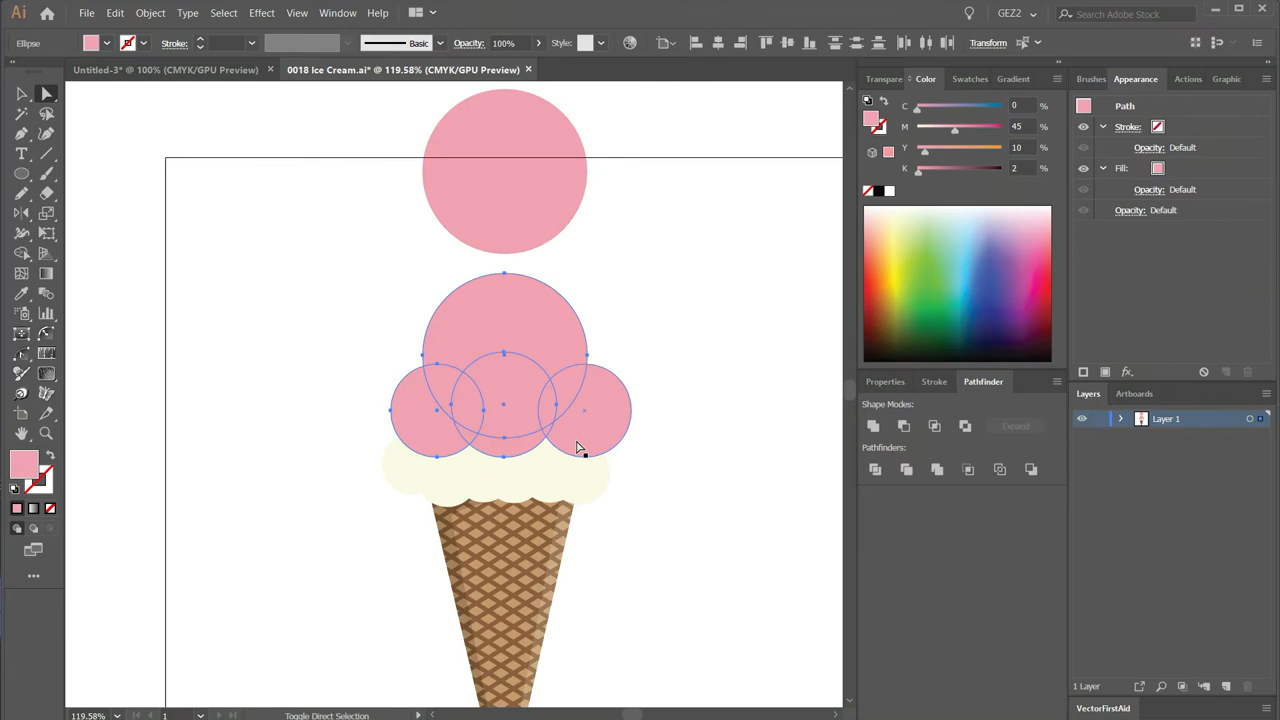 Ai File Edit Object Type Select Effect View Window Help GEZ2 Search Adobe Stock
Ellipse Stroke: Basic Opacity: 100% Style: Transform
Untitled-3* @ 100% (CMYK/GPU Preview) × 0018 Ice Cream.ai* @ 119.58% (CMYK/GPU Preview) ×
Transpare Color Swatches Gradient Brushes Appearance Actions Graphic
C 0 % Path
M 45 % Stroke:
Y 10 % Opacity: Default
K 2 % Fill:
Opacity: Default
Opacity: Default
fx
Properties Stroke Pathfinder Layers Artboards
Shape Modes: Layer 1
Expand
Pathfinders:
1 Layer
VectorFirstAid
119.58% 1 Toggle Direct Selection